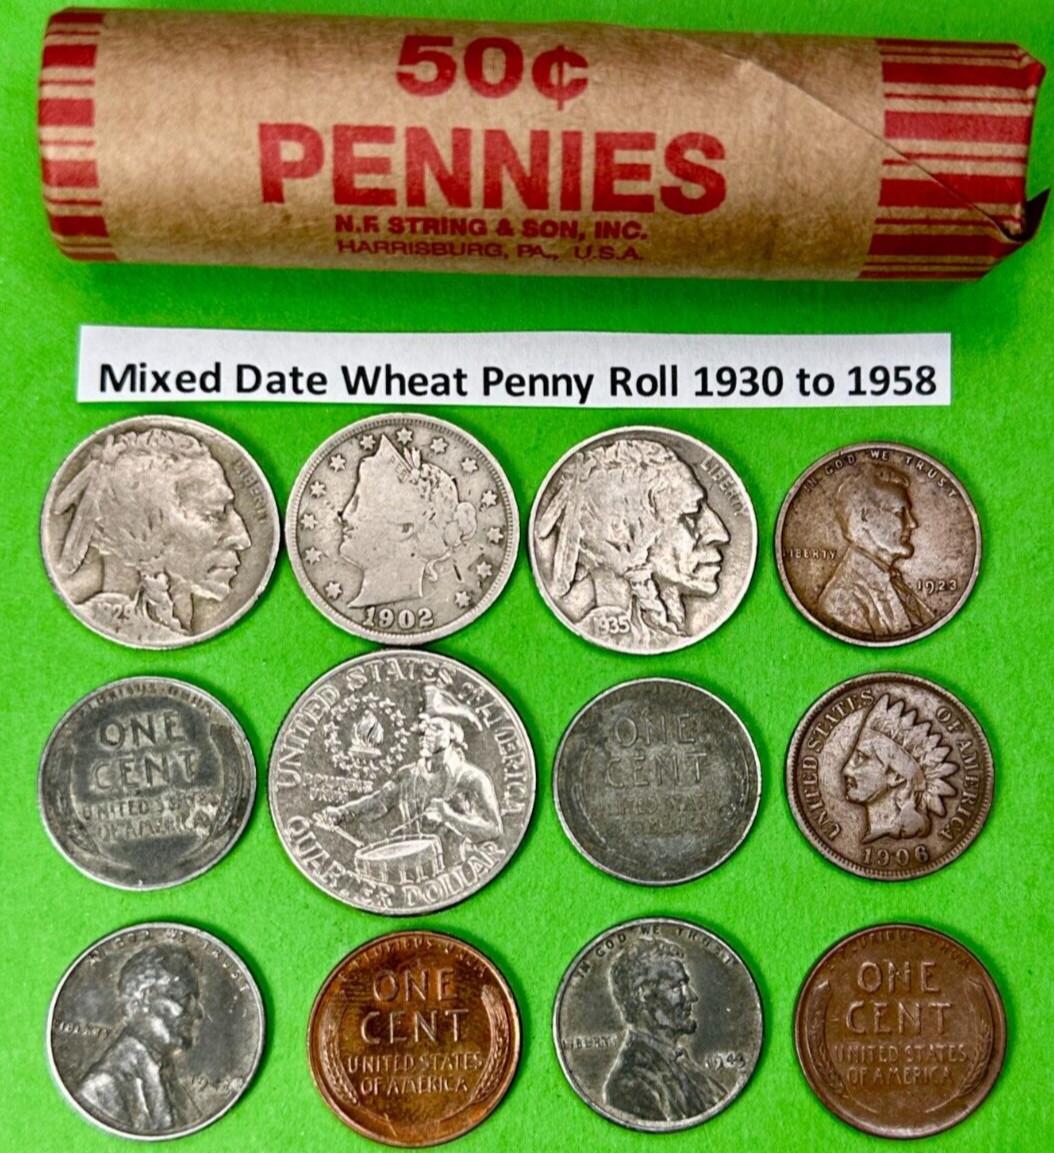 50¢
PENNIES
N.F. STRING & SON, INC.
HARRISBURG, PA., U.S.A.
Mixed Date Wheat Penny Roll 1930 to 1958
LIBERTY
1902
LIBERTY
1935
IN GOD WE TRUST
LIBERTY
1923
ONE
CENT
UNITED STATES
OF AMERICA
UNITED STATES OF AMERICA
QUARTER DOLLAR
ONE
CENT
UNITED STATES OF AMERICA
1906
LIBERTY
ONE
CENT
UNITED STATES
OF AMERICA
IN GOD WE TRUST
LIBERTY
1943
ONE
CENT
UNITED STATES
OF AMERICA